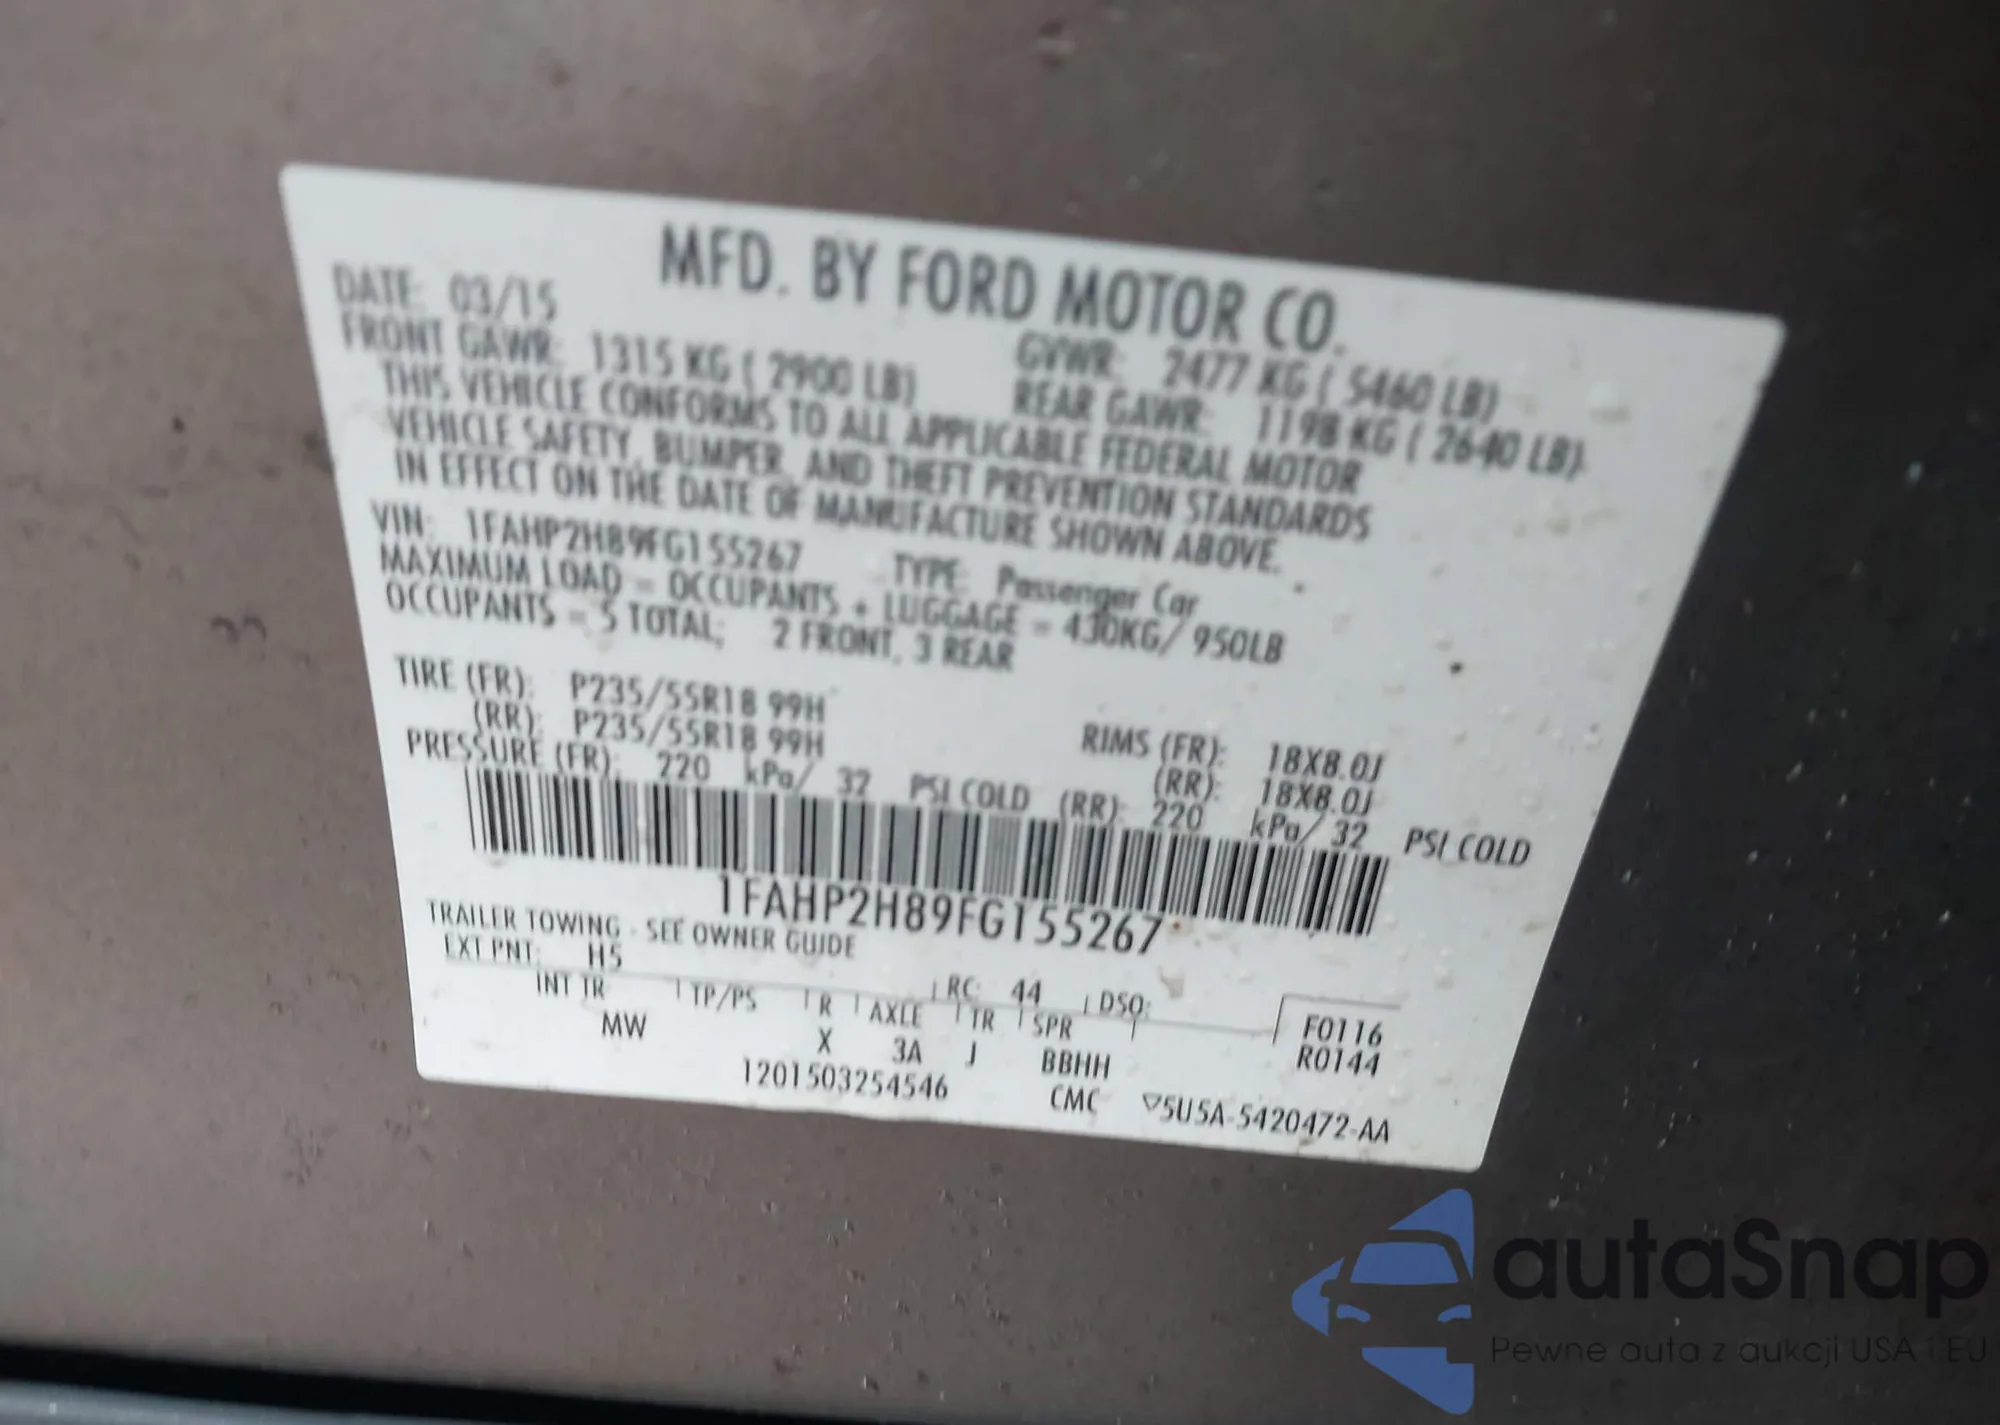 MFD. BY FORD MOTOR CO.
DATE: 03/15 GVWR: 2477 KG ( 5460 LB)
FRONT GAWR: 1315 KG ( 2900 LB) REAR GAWR: 1198 KG ( 2640 LB)
THIS VEHICLE CONFORMS TO ALL APPLICABLE FEDERAL MOTOR
VEHICLE SAFETY, BUMPER, AND THEFT PREVENTION STANDARDS
IN EFFECT ON THE DATE OF MANUFACTURE SHOWN ABOVE.
VIN: 1FAHP2H89FG155267 TYPE: Passenger Car
MAXIMUM LOAD = OCCUPANTS + LUGGAGE = 430KG/ 950LB
OCCUPANTS = 5 TOTAL; 2 FRONT, 3 REAR
TIRE (FR): P235/55R18 99H RIMS (FR): 18X8.0J
(RR): P235/55R18 99H (RR): 18X8.0J
PRESSURE (FR): 220 kPa/ 32 PSI COLD (RR): 220 kPa/ 32 PSI COLD
1FAHP2H89FG155267
TRAILER TOWING - SEE OWNER GUIDE
EXT PNT: H5 RC: 44 DSO: F0116
INT TR TP/PS R AXLE TR SPR R0144
MW X 3A J BBHH
1201503254546 CMC ▽5U5A-5420472-AA
autaSnap
Pewne auta z aukcji USA i EU